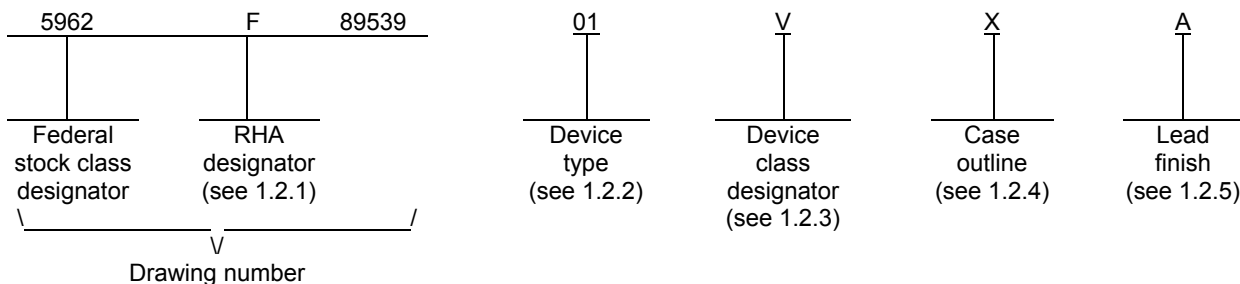 5962 F 89539 01 V X A
Federal stock class designator
RHA designator (see 1.2.1)
Device type (see 1.2.2)
Device class designator (see 1.2.3)
Case outline (see 1.2.4)
Lead finish (see 1.2.5)
Drawing number